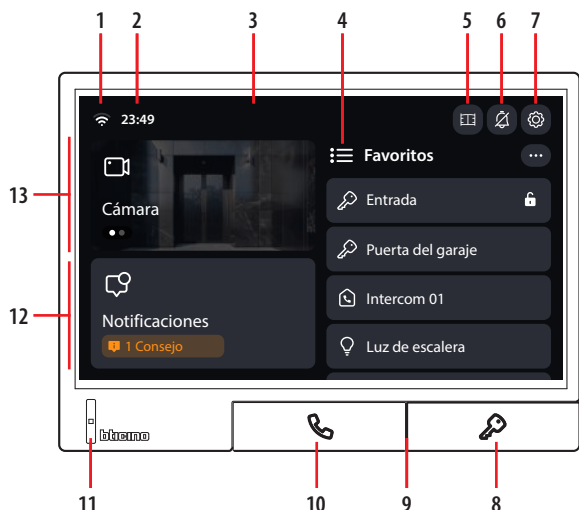 1 2 3 4 5 6 7
23:49
Favoritos
Cámara
Entrada
Puerta del garaje
13
Notificaciones
1 Consejo
Intercom 01
Luz de escalera
12
bticino
11 10 9 8